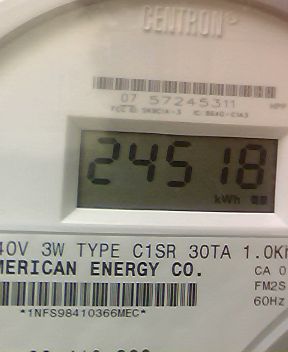 CENTRON®
07 57245311
24518
kWh
40V 3W TYPE C1SR 30TA 1.0K
MERICAN ENERGY CO.
CA 0
FM2S
60Hz
*1NFS98410366MEC*